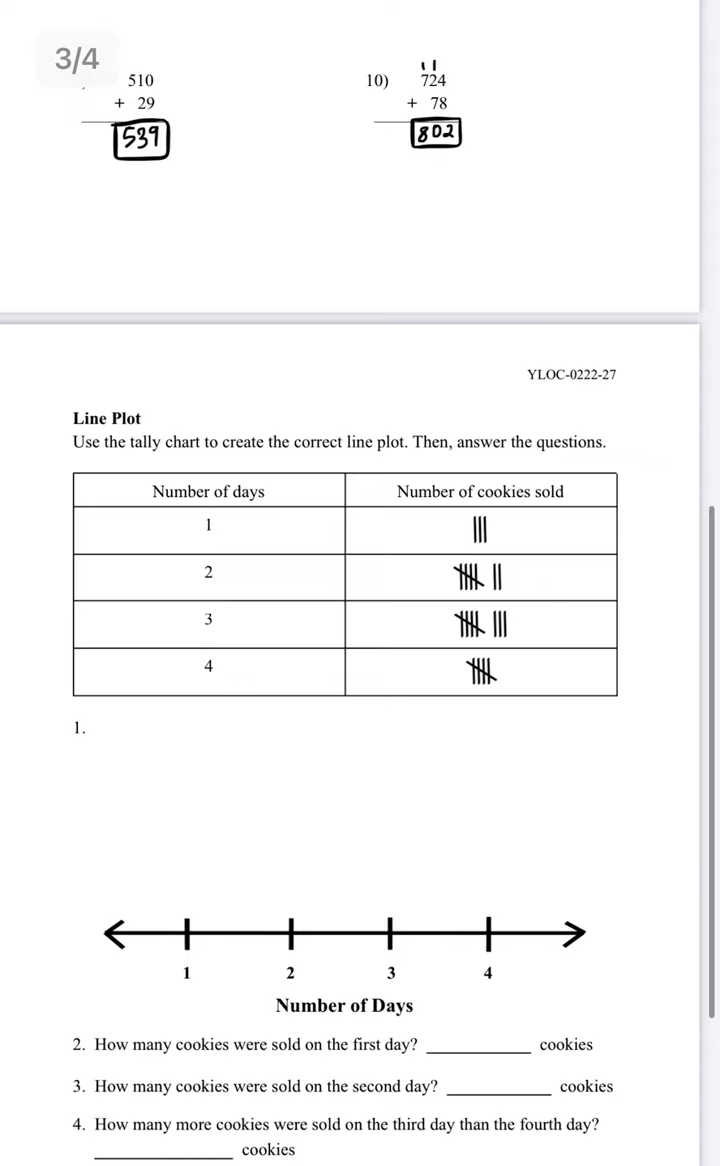 3/4
510
+ 29
539
10) 724
+ 78
802
YLOC-0222-27
Line Plot
Use the tally chart to create the correct line plot. Then, answer the questions.
Number of days Number of cookies sold
1
2
3
4
1.
1 2 3 4
Number of Days
2. How many cookies were sold on the first day? __________ cookies
3. How many cookies were sold on the second day? __________ cookies
4. How many more cookies were sold on the third day than the fourth day?
__________ cookies